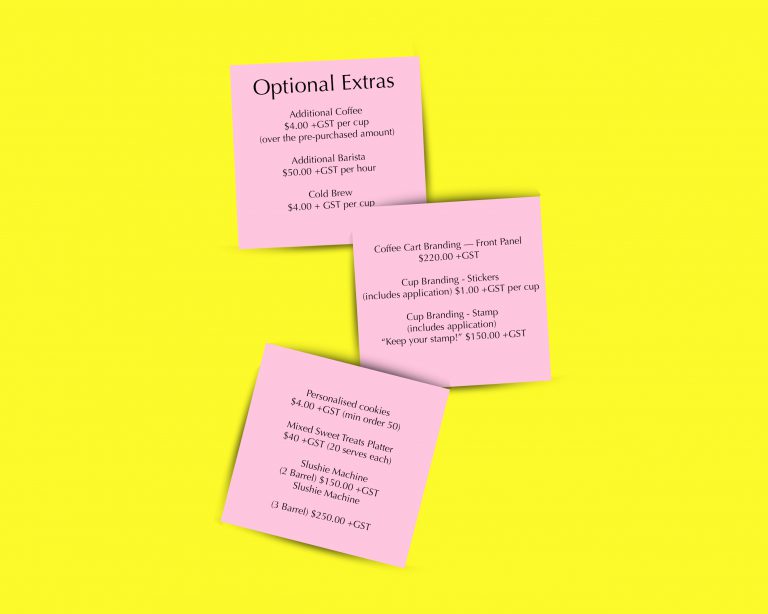 Optional Extras
Additional Coffee
$4.00 +GST per cup
(over the pre-purchased amount)
Additional Barista
$50.00 +GST per hour
Cold Brew
$4.00 + GST per cup
Coffee Cart Branding — Front Panel
$220.00 +GST
Cup Branding - Stickers
(includes application) $1.00 +GST per cup
Cup Branding - Stamp
(includes application)
“Keep your stamp!” $150.00 +GST
Personalised cookies
$4.00 +GST (min order 50)
Mixed Sweet Treats Platter
$40 +GST (20 serves each)
Slushie Machine
(2 Barrel) $150.00 +GST
Slushie Machine
(3 Barrel) $250.00 +GST